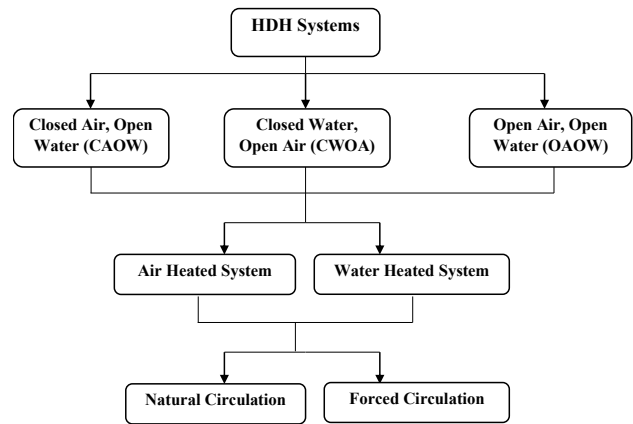 HDH Systems
Closed Air, Open
Water (CAOW)
Closed Water,
Open Air (CWOA)
Open Air, Open
Water (OAOW)
Air Heated System
Water Heated System
Natural Circulation
Forced Circulation